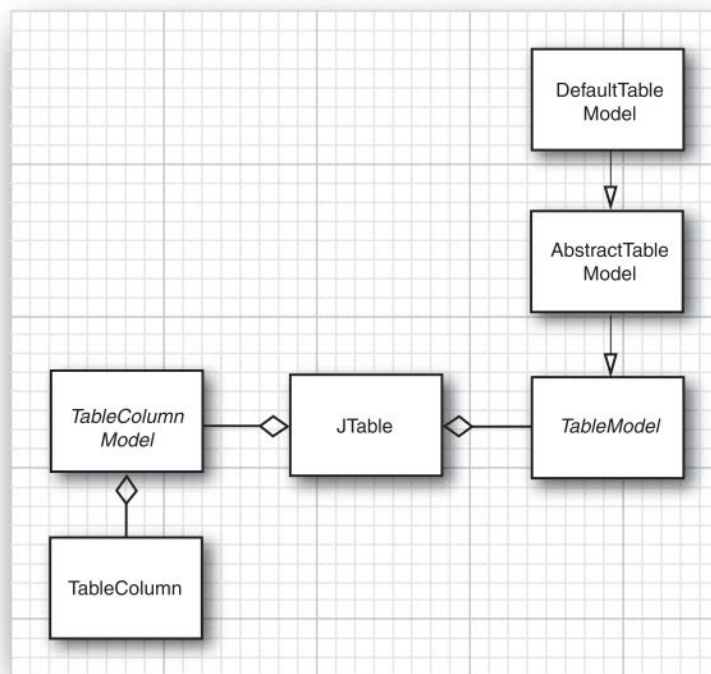 DefaultTable
Model
AbstractTable
Model
TableColumn
Model
JTable
TableModel
TableColumn